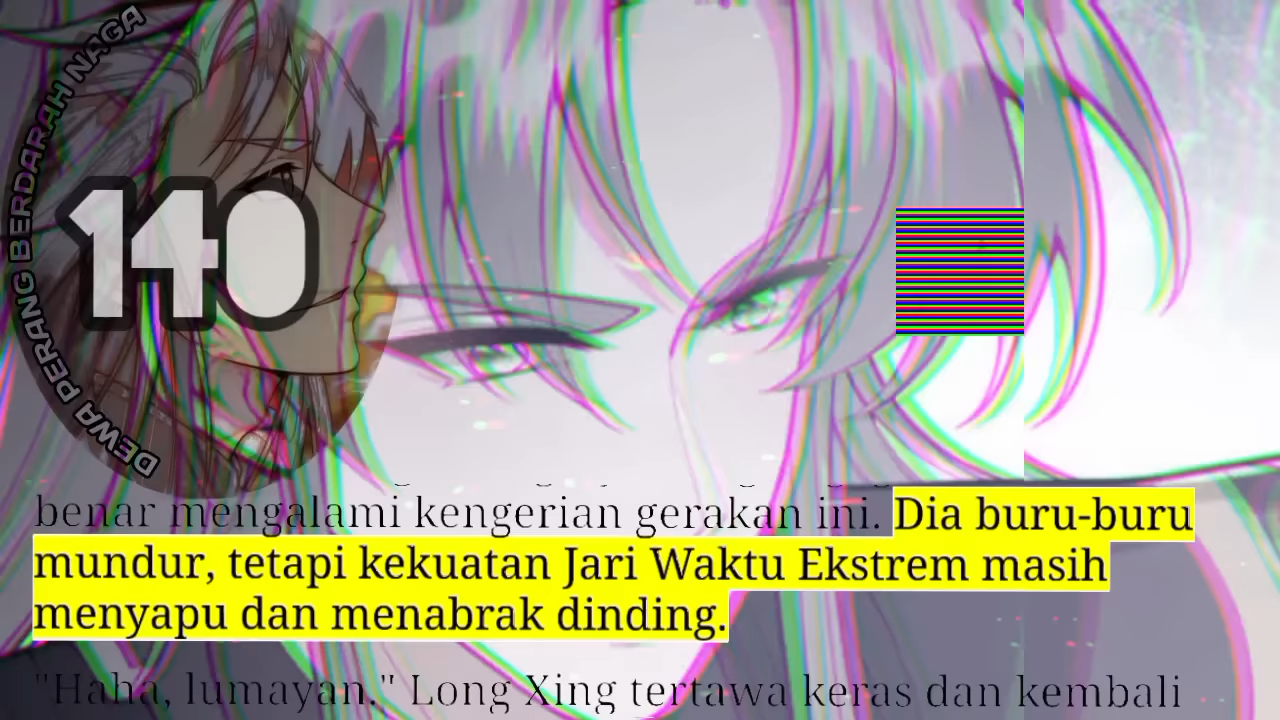 DEWA PERANG BERDARAH NAGA
140
benar mengalami kengerian gerakan ini. Dia buru-buru
mundur, tetapi kekuatan Jari Waktu Ekstrem masih
menyapu dan menabrak dinding.
"Haha, lumayan." Long Xing tertawa keras dan kembali